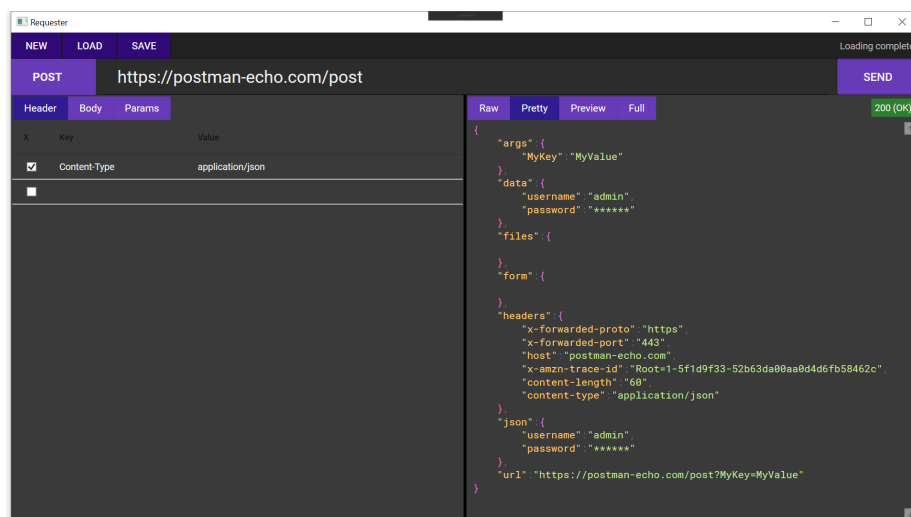 Requester
NEW LOAD SAVE Loading complete
POST https://postman-echo.com/post SEND
Header Body Params
X Key Value
Content-Type application/json
Raw Pretty Preview Full 200 (OK)
{
"args":{
"MyKey":"MyValue"
},
"data":{
"username":"admin",
"password":"******"
},
"files":{
},
"form":{
},
"headers":{
"x-forwarded-proto":"https",
"x-forwarded-port":"443",
"host":"postman-echo.com",
"x-amzn-trace-id":"Root=1-5f1d9f33-52b63da00aa0d4d6fb58462c",
"content-length":"60",
"content-type":"application/json"
},
"json":{
"username":"admin",
"password":"******"
},
"url":"https://postman-echo.com/post?MyKey=MyValue"
}